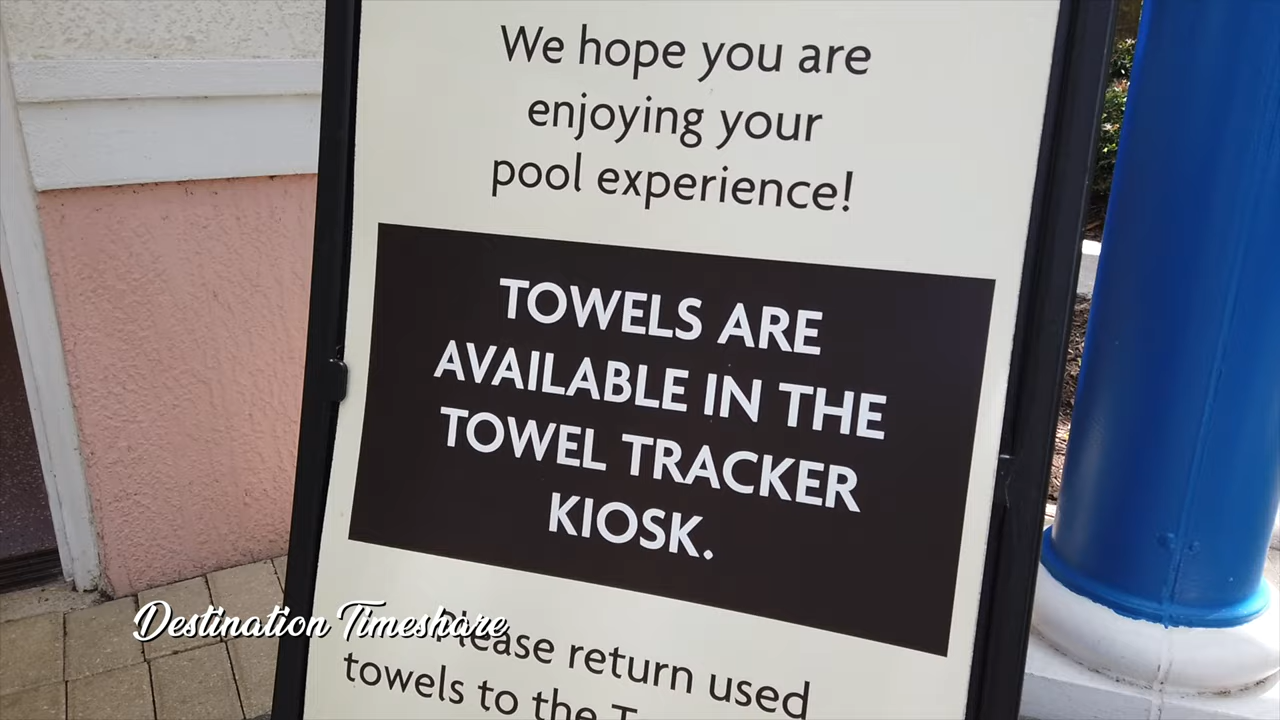 We hope you are
enjoying your
pool experience!
TOWELS ARE
AVAILABLE IN THE
TOWEL TRACKER
KIOSK.
Destination Timeshare
Please return used
towels to the